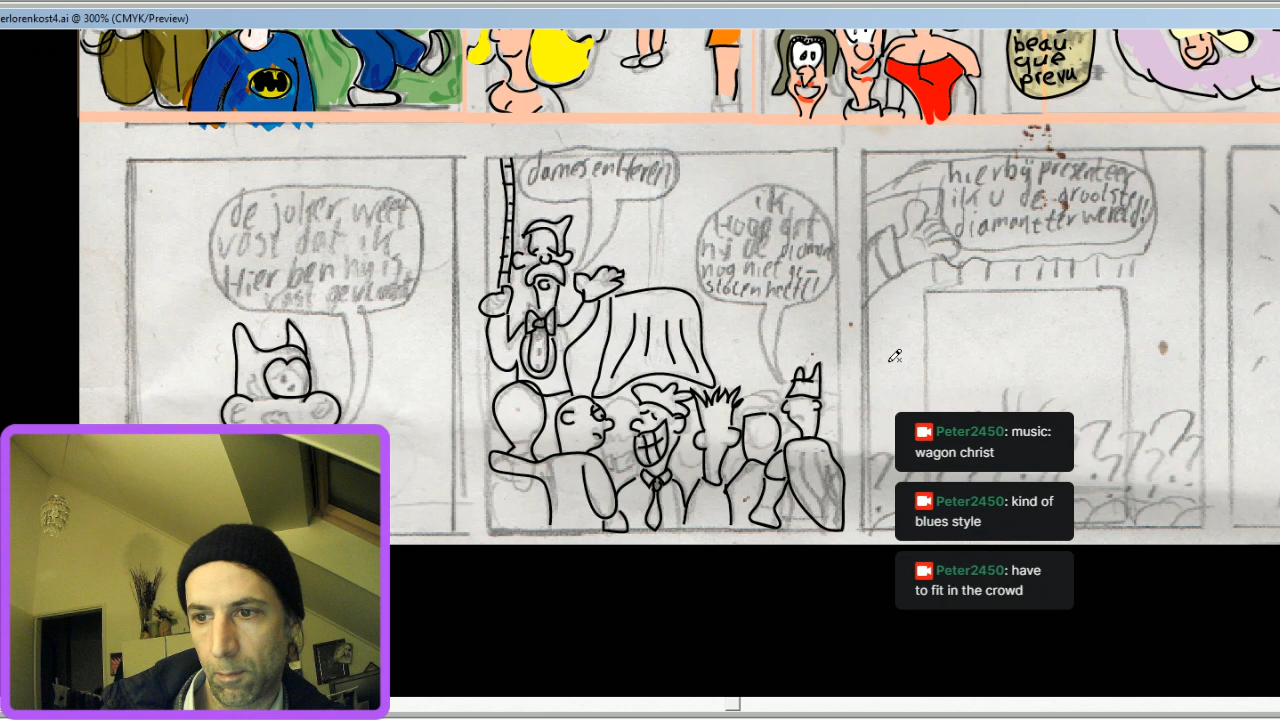 erlorenkost4.ai @ 300% (CMYK/Preview)
beau.
que
prevu
de joker weet
vast dat ik
Hier ben hij is
vast gevlucht
dames en Heren
ik
Hoop dat
hij de diamant
nog niet ge-
stolen heeft!!
hierbij presenteer
ik u de grootste
diamant ter wereld!
Peter2450: music:
wagon christ
Peter2450: kind of
blues style
Peter2450: have
to fit in the crowd